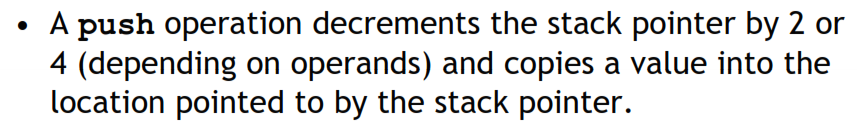 • A push operation decrements the stack pointer by 2 or
4 (depending on operands) and copies a value into the
location pointed to by the stack pointer.